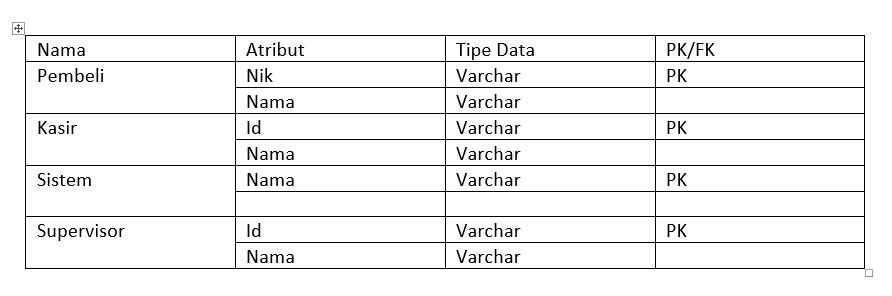 Nama Atribut Tipe Data PK/FK
Pembeli Nik Varchar PK
Nama Varchar
Kasir Id Varchar PK
Nama Varchar
Sistem Nama Varchar PK
Supervisor Id Varchar PK
Nama Varchar